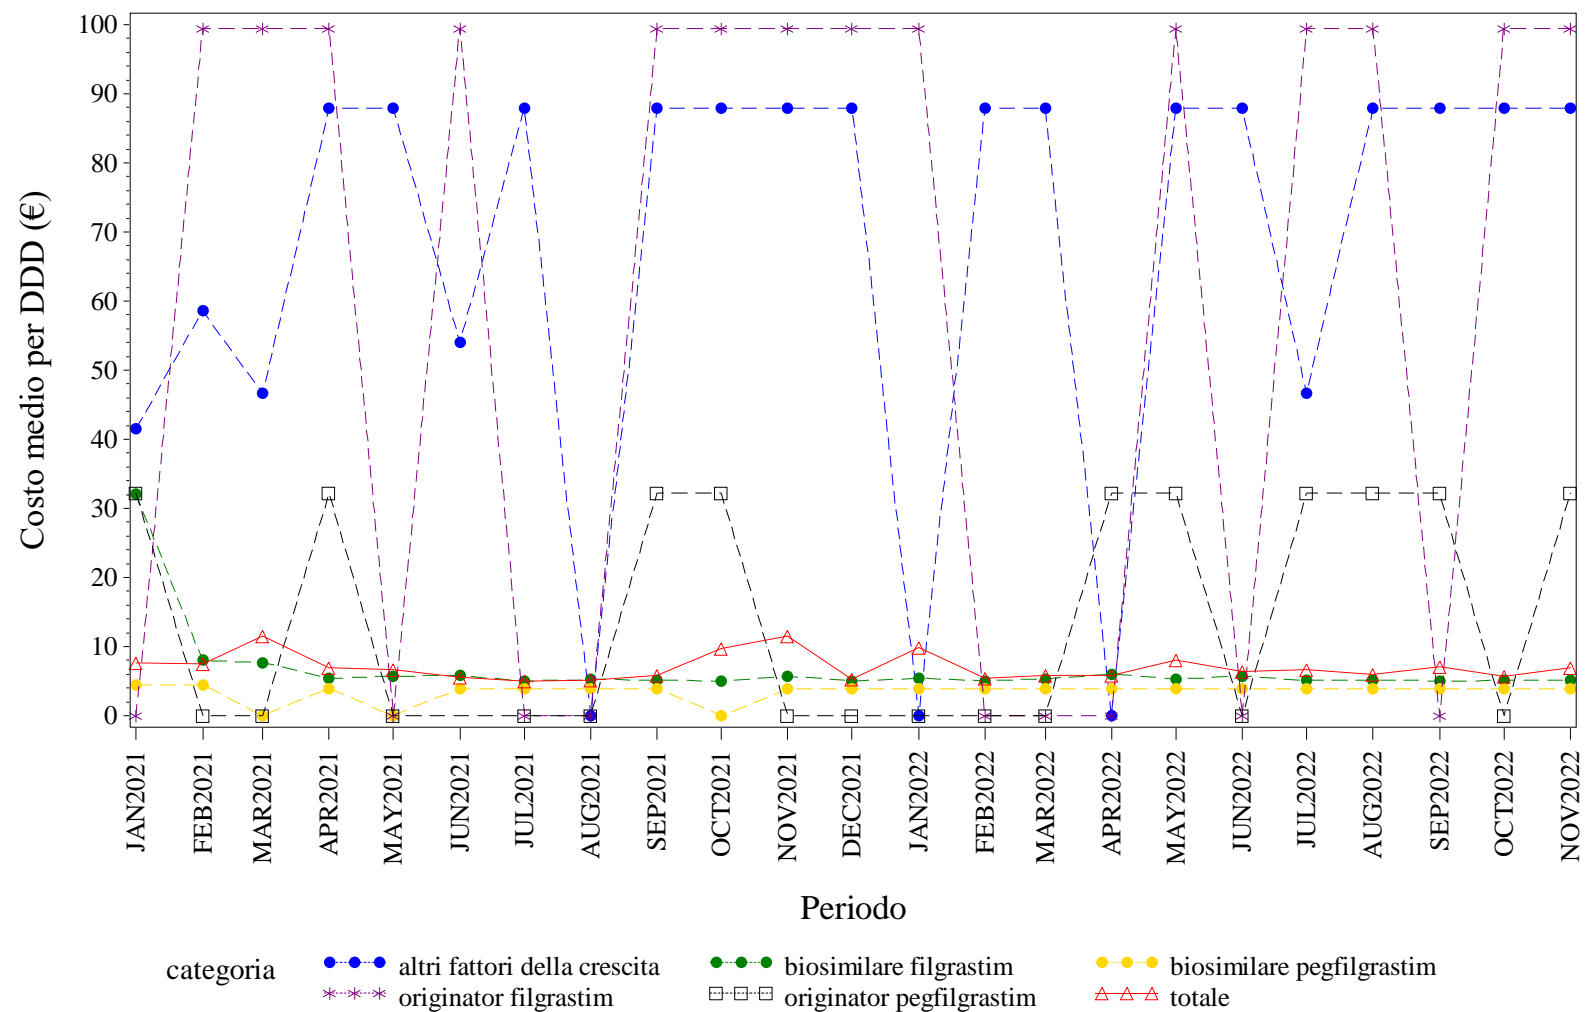 Costo medio per DDD (€)
100
90
80
70
60
50
40
30
20
10
0
JAN2021
FEB2021
MAR2021
APR2021
MAY2021
JUN2021
JUL2021
AUG2021
SEP2021
OCT2021
NOV2021
DEC2021
JAN2022
FEB2022
MAR2022
APR2022
MAY2022
JUN2022
JUL2022
AUG2022
SEP2022
OCT2022
NOV2022
Periodo
categoria
altri fattori della crescita
biosimilare filgrastim
biosimilare pegfilgrastim
originator filgrastim
originator pegfilgrastim
totale